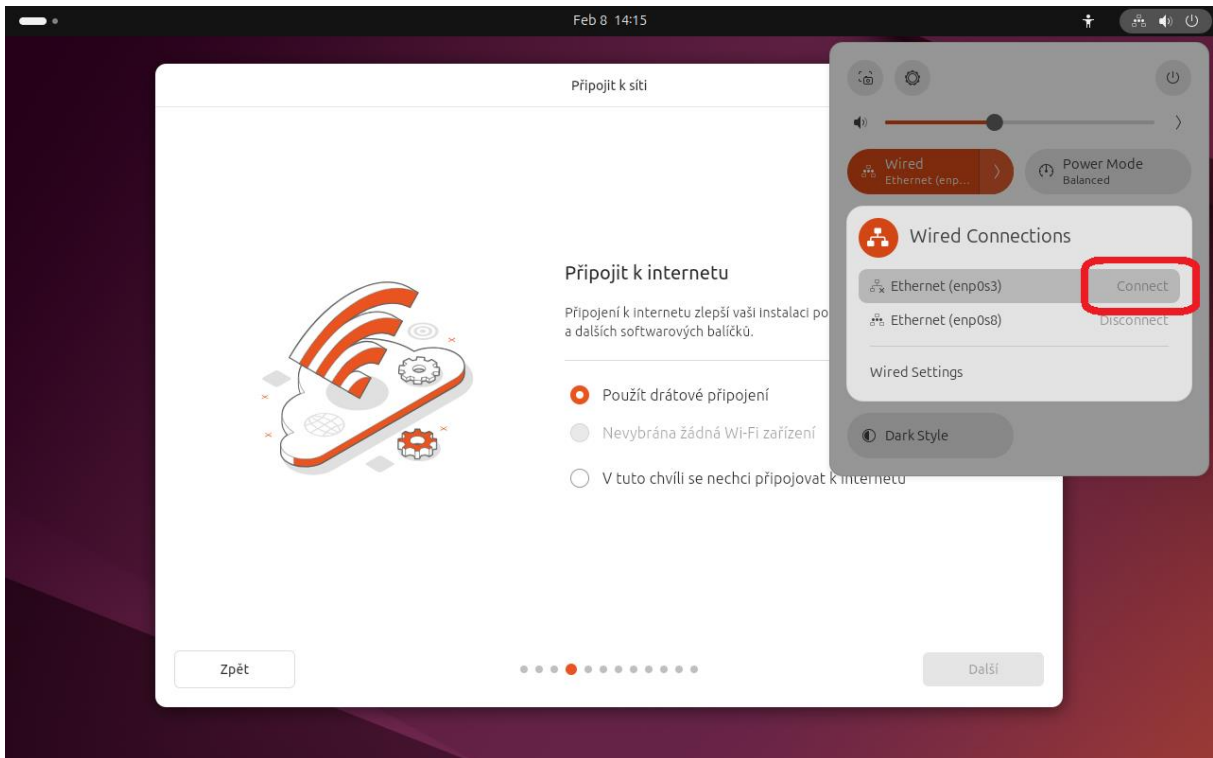 Feb 8 14:15
Připojit k síti
Wired
Ethernet (enp...
Power Mode
Balanced
Wired Connections
Ethernet (enp0s3) Connect
Ethernet (enp0s8) Disconnect
Wired Settings
Dark Style
Připojit k internetu
Připojení k internetu zlepší vaši instalaci po
a dalších softwarových balíčků.
Použít drátové připojení
Nevybrána žádná Wi-Fi zařízení
V tuto chvíli se nechci připojovat k internetu
Zpět
Další